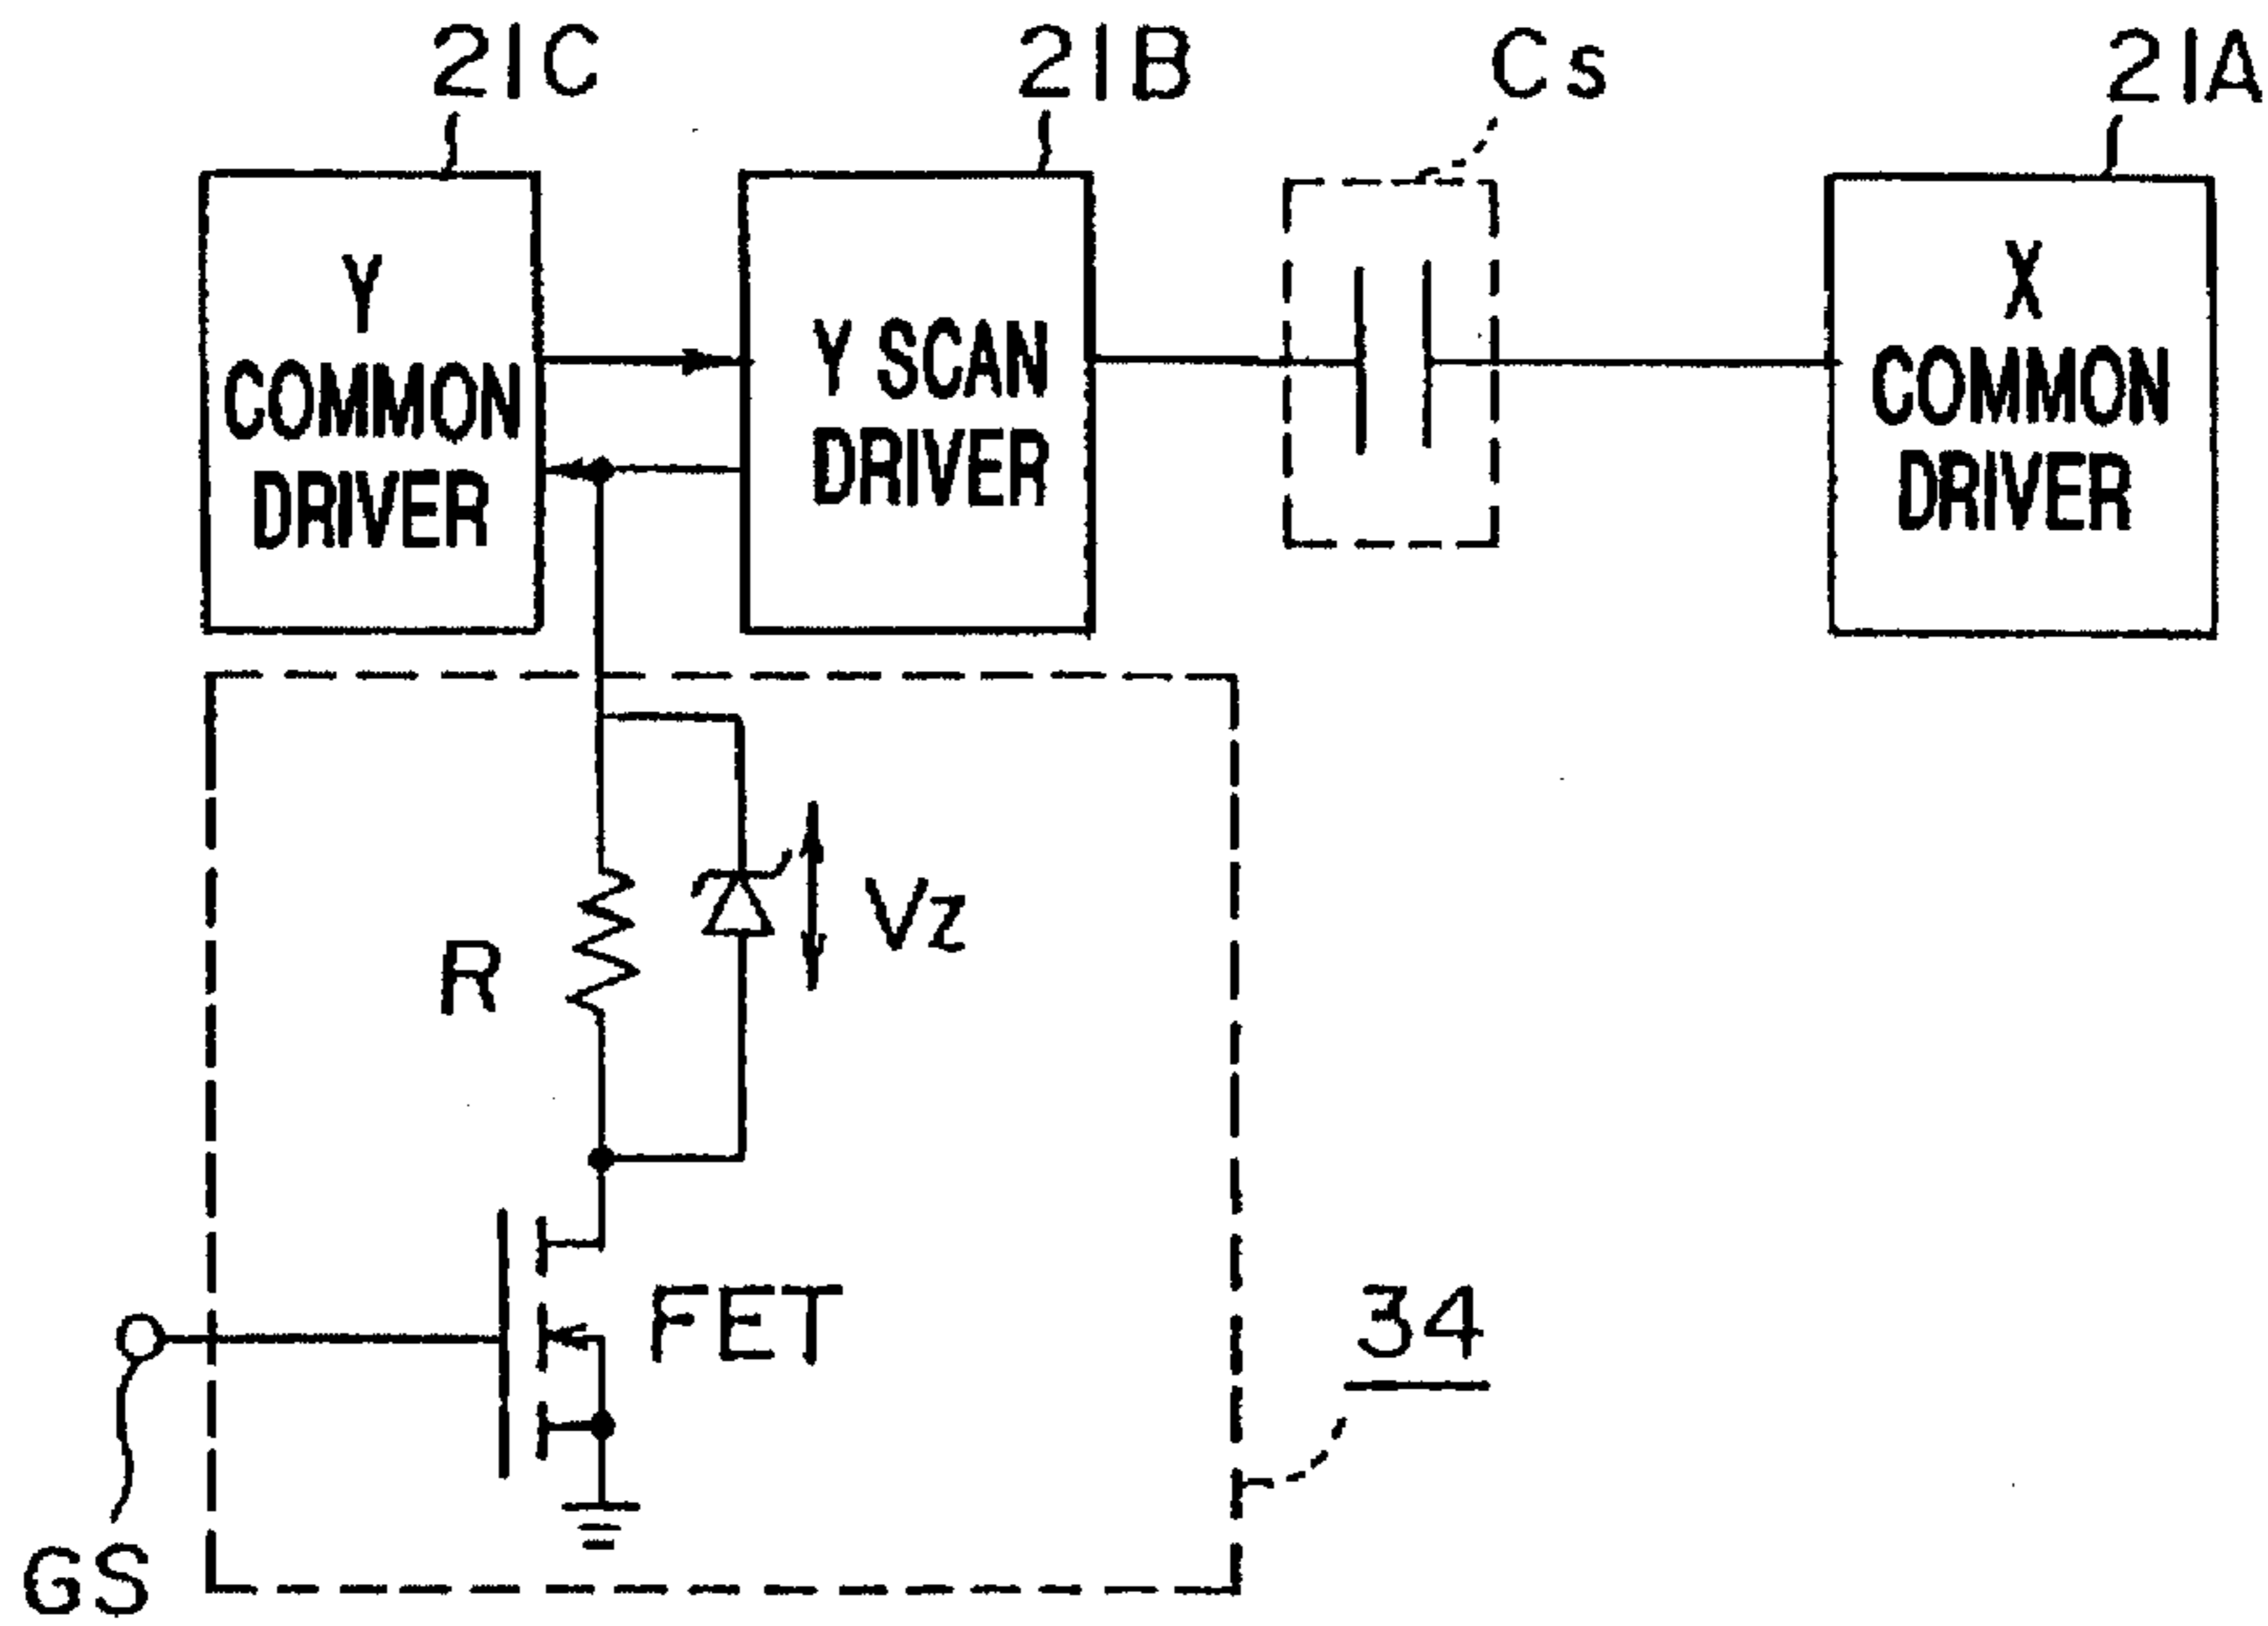 21C
21B
Cs
21A
Y
COMMON
DRIVER
Y SCAN
DRIVER
X
COMMON
DRIVER
R
Vz
FET
34
GS